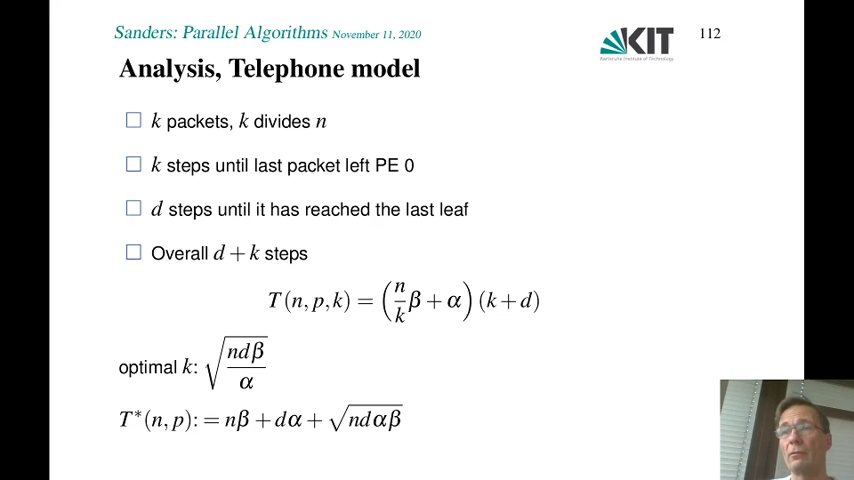 Sanders: Parallel Algorithms November 11, 2020
KIT
Karlsruhe Institute of Technology
112
Analysis, Telephone model
□ k packets, k divides n
□ k steps until last packet left PE 0
□ d steps until it has reached the last leaf
□ Overall d + k steps
T(n, p, k) = (n/k β + α) (k + d)
optimal k: √(ndβ/α)
T*(n, p): = nβ + dα + √(ndαβ)